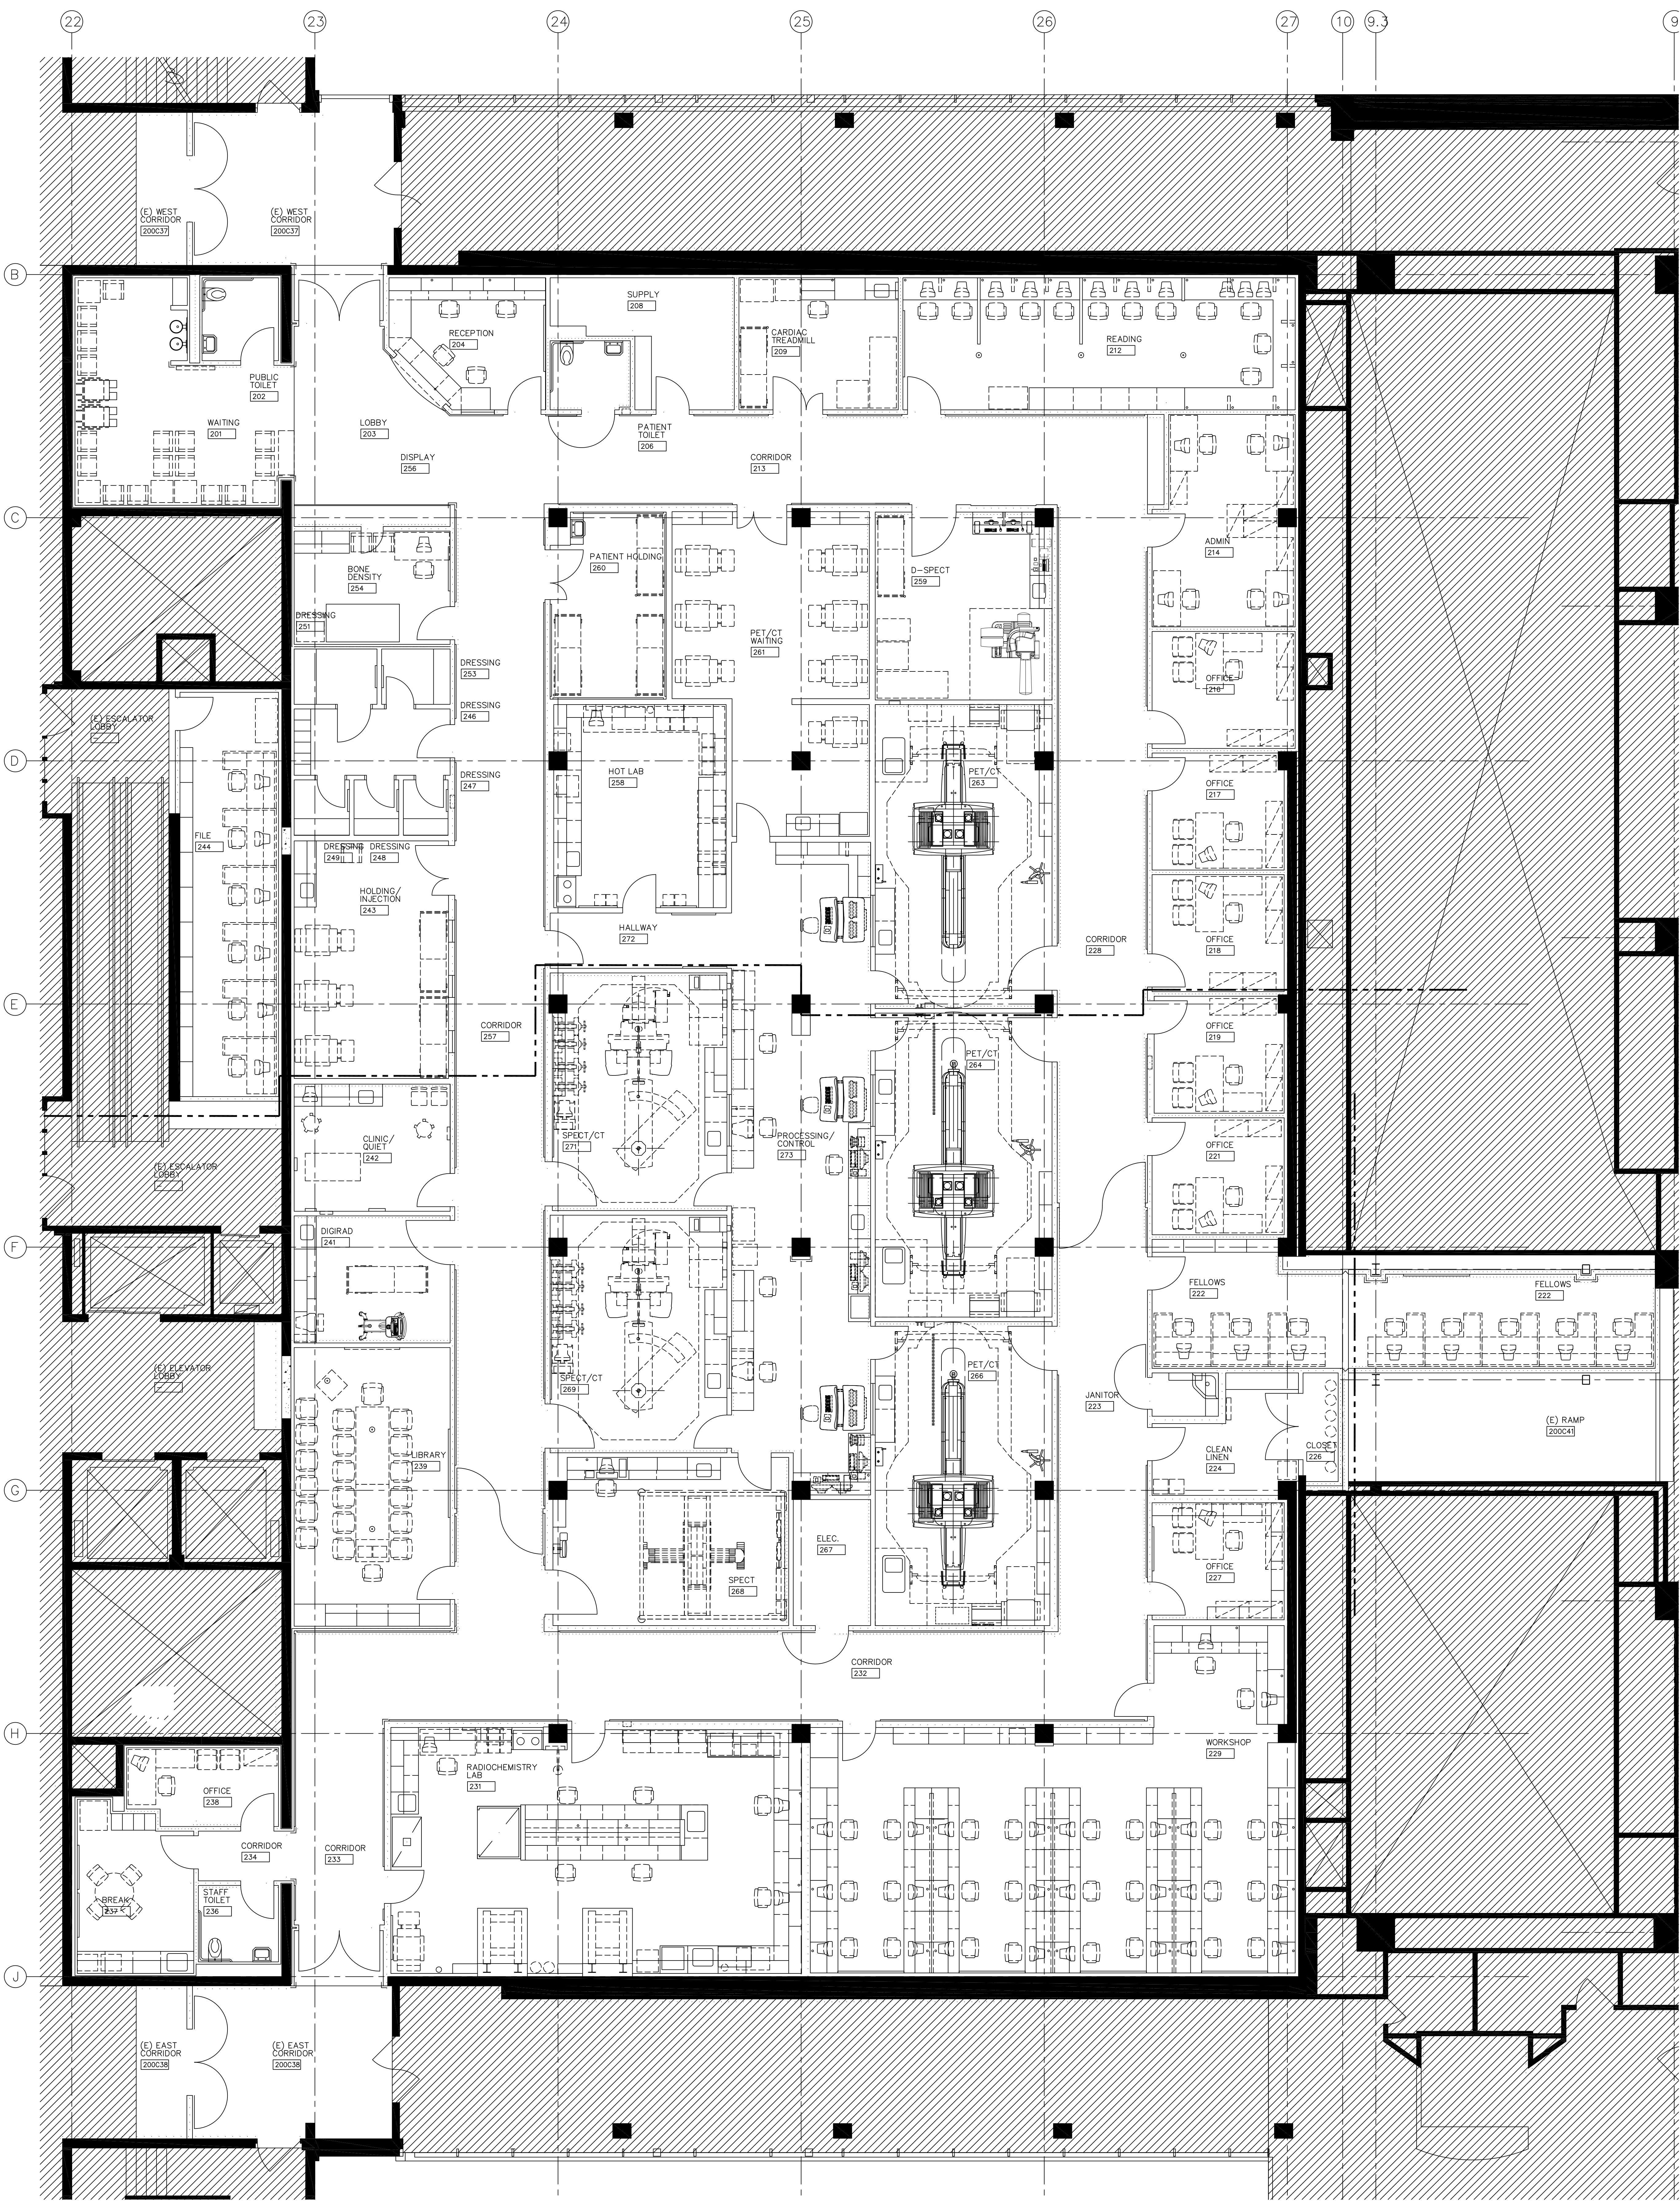 22
23
24
25
26
27
10
9.3
9
(E) WEST
CORRIDOR
200C37
(E) WEST
CORRIDOR
200C37
B
SUPPLY
208
RECEPTION
204
CARDIAC
TREADMILL
209
READING
212
PUBLIC
TOILET
202
WAITING
201
LOBBY
203
PATIENT
TOILET
206
DISPLAY
256
CORRIDOR
213
C
PATIENT HOLDING
260
D-SPECT
259
ADMIN
214
BONE
DENSITY
254
DRESSING
251
PET/CT
WAITING
261
DRESSING
253
OFFICE
216
DRESSING
246
(E) ESCALATOR
LOBBY
--
D
DRESSING
247
HOT LAB
258
PET/CT
263
OFFICE
217
FILE
244
DRESSING
249
DRESSING
248
HOLDING/
INJECTION
243
HALLWAY
272
CORRIDOR
228
OFFICE
218
E
CORRIDOR
257
OFFICE
219
PET/CT
264
CLINIC/
QUIET
242
SPECT/CT
271
PROCESSING/
CONTROL
273
OFFICE
221
(E) ESCALATOR
LOBBY
--
F
DIGIRAD
241
FELLOWS
222
FELLOWS
222
(E) ELEVATOR
LOBBY
--
SPECT/CT
269
PET/CT
266
JANITOR
223
(E) RAMP
200C41
LIBRARY
239
CLEAN
LINEN
224
CLOSET
226
G
ELEC.
267
SPECT
268
OFFICE
227
CORRIDOR
232
H
WORKSHOP
229
RADIOCHEMISTRY
LAB
231
OFFICE
238
CORRIDOR
234
CORRIDOR
233
BREAK
237
STAFF
TOILET
236
J
(E) EAST
CORRIDOR
200C38
(E) EAST
CORRIDOR
200C38